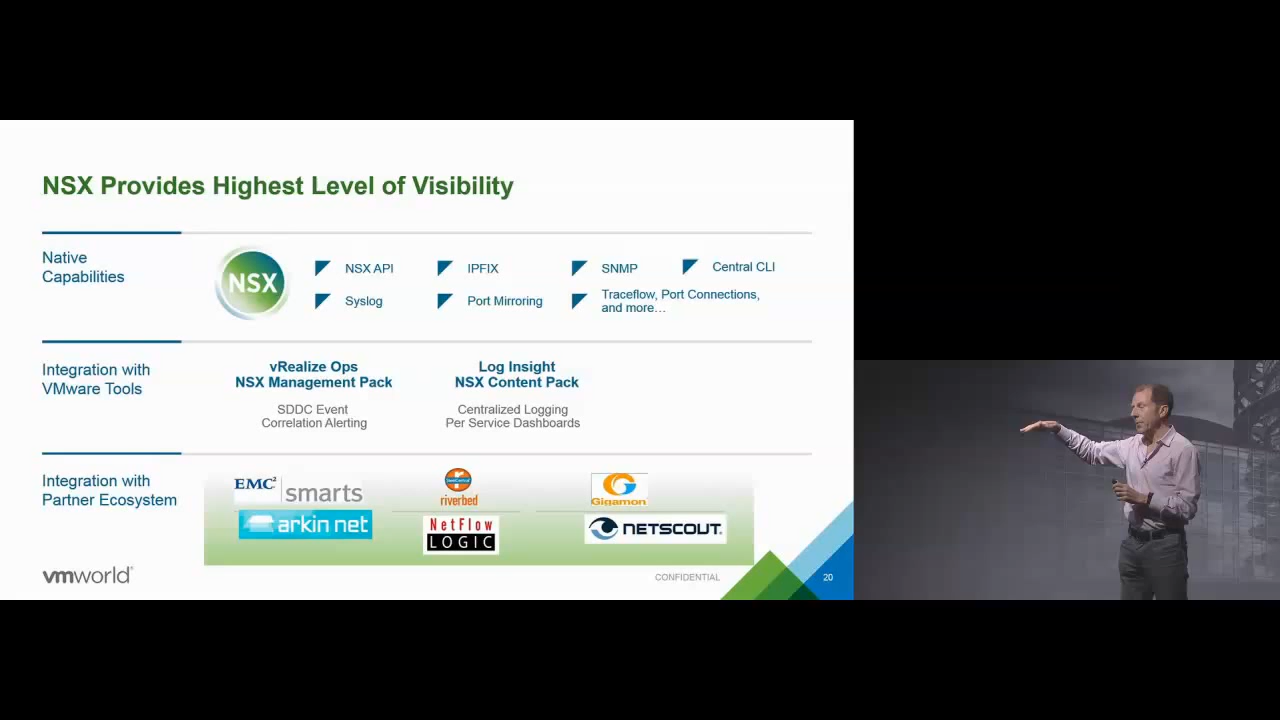 NSX Provides Highest Level of Visibility
Native
Capabilities
NSX
NSX API
IPFIX
SNMP
Central CLI
Syslog
Port Mirroring
Traceflow, Port Connections,
and more…
Integration with
VMware Tools
vRealize Ops
NSX Management Pack
SDDC Event
Correlation Alerting
Log Insight
NSX Content Pack
Centralized Logging
Per Service Dashboards
Integration with
Partner Ecosystem
EMC² smarts
riverbed
Gigamon
arkin net
NetFlow
LOGIC
NETSCOUT.
vmworld®
CONFIDENTIAL
20